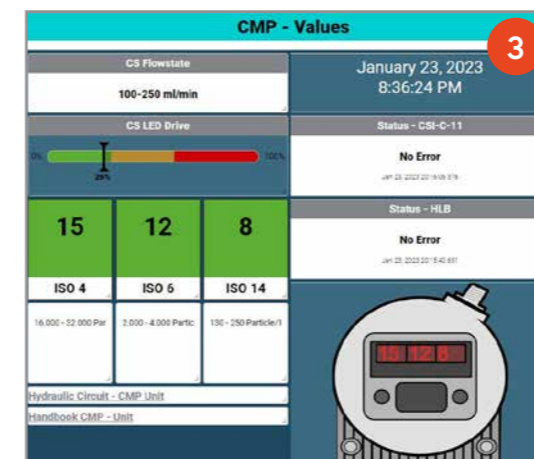 CMP - Values
3
CS Flowstate
100-250 ml/min
January 23, 2023
8:36:24 PM
CS LED Drive
0%
100%
Status - CSI-C-11
No Error
15
12
8
Status - HLB
No Error
ISO 4
ISO 6
ISO 14
16.000 - 32.000 Par
2.000 - 4.000 Partic
130 - 250 Particle/1
15 12 8
Hydraulic Circuit - CMP Unit
Handbook CMP - Unit